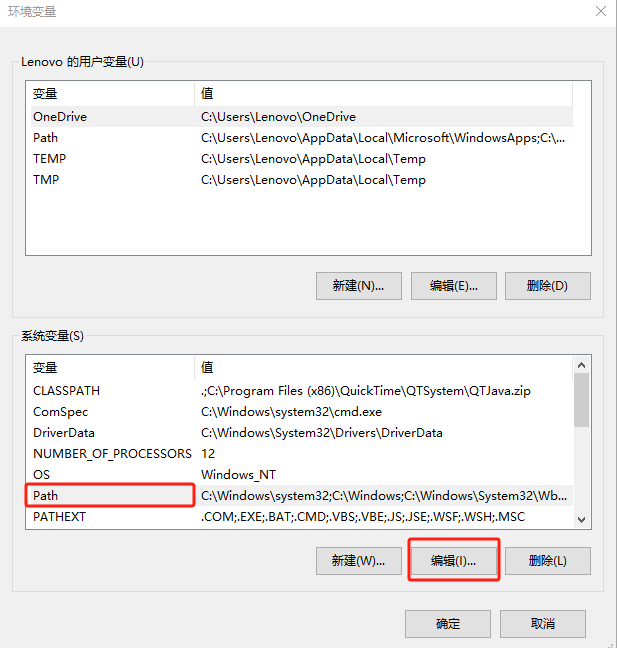 环境变量
Lenovo 的用户变量(U)
变量 值
OneDrive C:\Users\Lenovo\OneDrive
Path C:\Users\Lenovo\AppData\Local\Microsoft\WindowsApps;C:\...
TEMP C:\Users\Lenovo\AppData\Local\Temp
TMP C:\Users\Lenovo\AppData\Local\Temp
新建(N)... 编辑(E)... 删除(D)
系统变量(S)
变量 值
CLASSPATH .;C:\Program Files (x86)\QuickTime\QTSystem\QTJava.zip
ComSpec C:\Windows\system32\cmd.exe
DriverData C:\Windows\System32\Drivers\DriverData
NUMBER_OF_PROCESSORS 12
OS Windows_NT
Path C:\Windows\system32;C:\Windows;C:\Windows\System32\Wb...
PATHEXT .COM;.EXE;.BAT;.CMD;.VBS;.VBE;.JS;.JSE;.WSF;.WSH;.MSC
新建(W)... 编辑(I)... 删除(L)
确定 取消